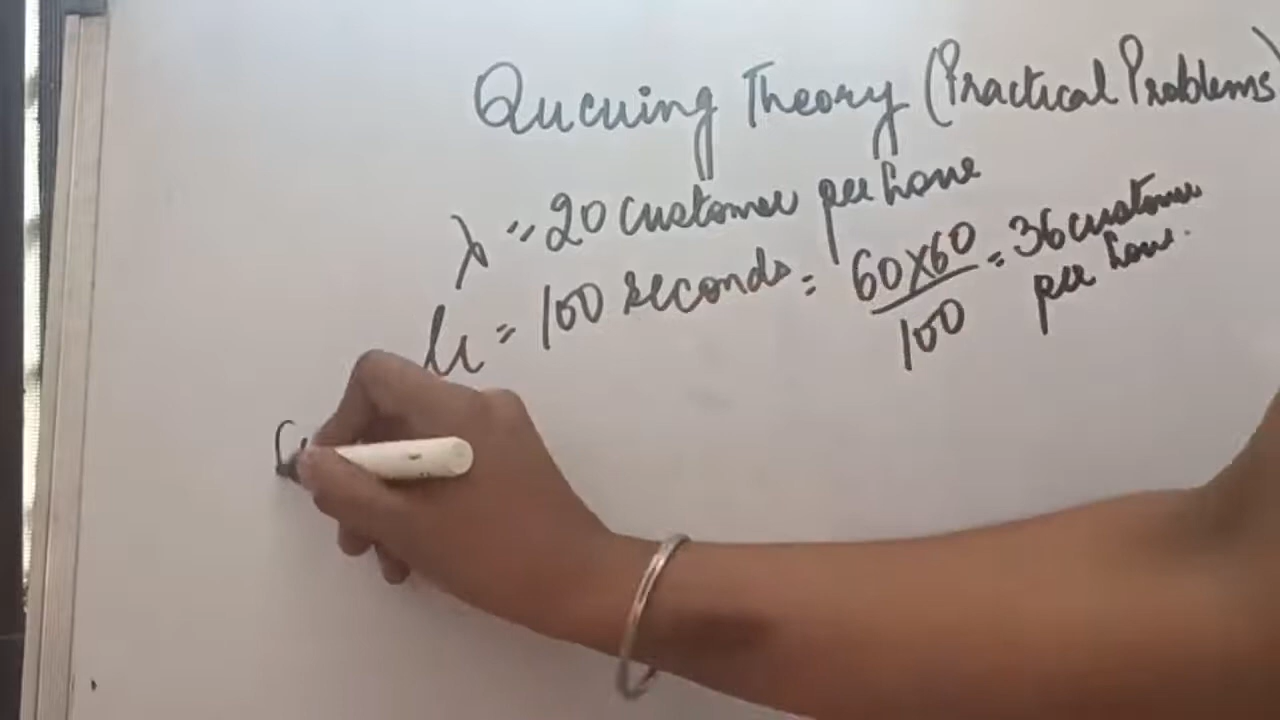 Queuing Theory (Practical Problems)
λ = 20 customer per hour
μ = 100 seconds = 60×60/100 = 36 customer per hour.